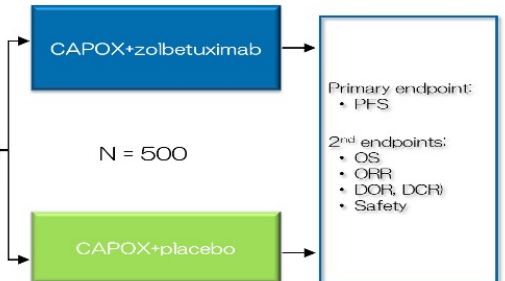 CAPOX+zolbetuximab
N = 500
CAPOX+placebo
Primary endpoint:
• PFS
2nd endpoints:
• OS
• ORR
• DOR, DCR)
• Safety